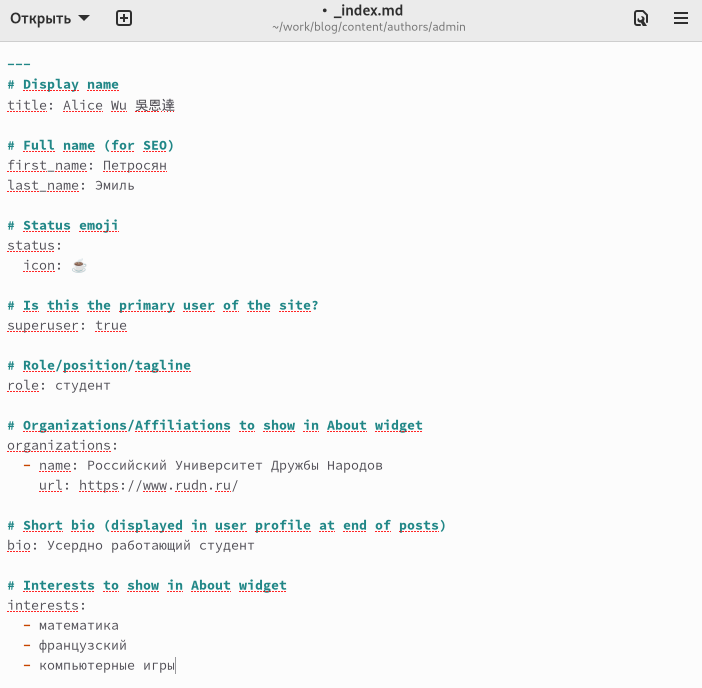 Открыть
• _index.md
~/work/blog/content/authors/admin
---
# Display name
title: Alice Wu 吳恩達
# Full name (for SEO)
first_name: Петросян
last_name: Эмиль
# Status emoji
status:
icon: ☕
# Is this the primary user of the site?
superuser: true
# Role/position/tagline
role: студент
# Organizations/Affiliations to show in About widget
organizations:
- name: Российский Университет Дружбы Народов
url: https://www.rudn.ru/
# Short bio (displayed in user profile at end of posts)
bio: Усердно работающий студент
# Interests to show in About widget
interests:
- математика
- французский
- компьютерные игры